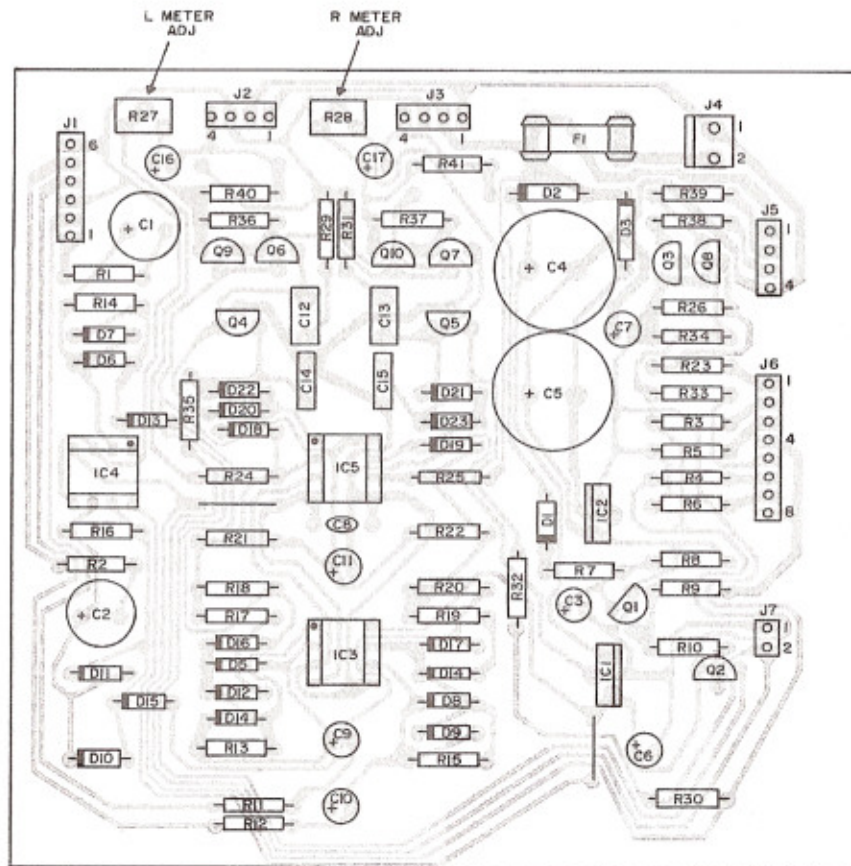 L METER
ADJ
R METER
ADJ
J1
R27
J2
R28
J3
F1
J4
6
4 1
4 1
1
2
C16
C17
R41
R40
D2
R39
J5
C1
R36
R29
R31
R37
D3
R38
1
1
Q9
Q6
Q10
Q7
C4
Q3
Q8
4
R1
R14
C12
C13
R26
D7
Q4
Q5
C7
R34
D6
C14
C15
R23
J6
1
R35
D22
D21
C5
R33
D20
D13
D18
D23
R3
4
D19
R5
IC4
R24
IC5
R25
R4
IC2
R6
8
R16
C8
D1
R21
R22
R2
C11
R32
R7
R8
R18
R20
R9
C2
R17
R19
C3
Q1
J7
D16
IC3
D17
1
2
R10
D11
D5
D14
IC1
Q2
D15
D12
D8
D14
C9
D9
D10
R13
R15
C6
R11
C10
R30
R12